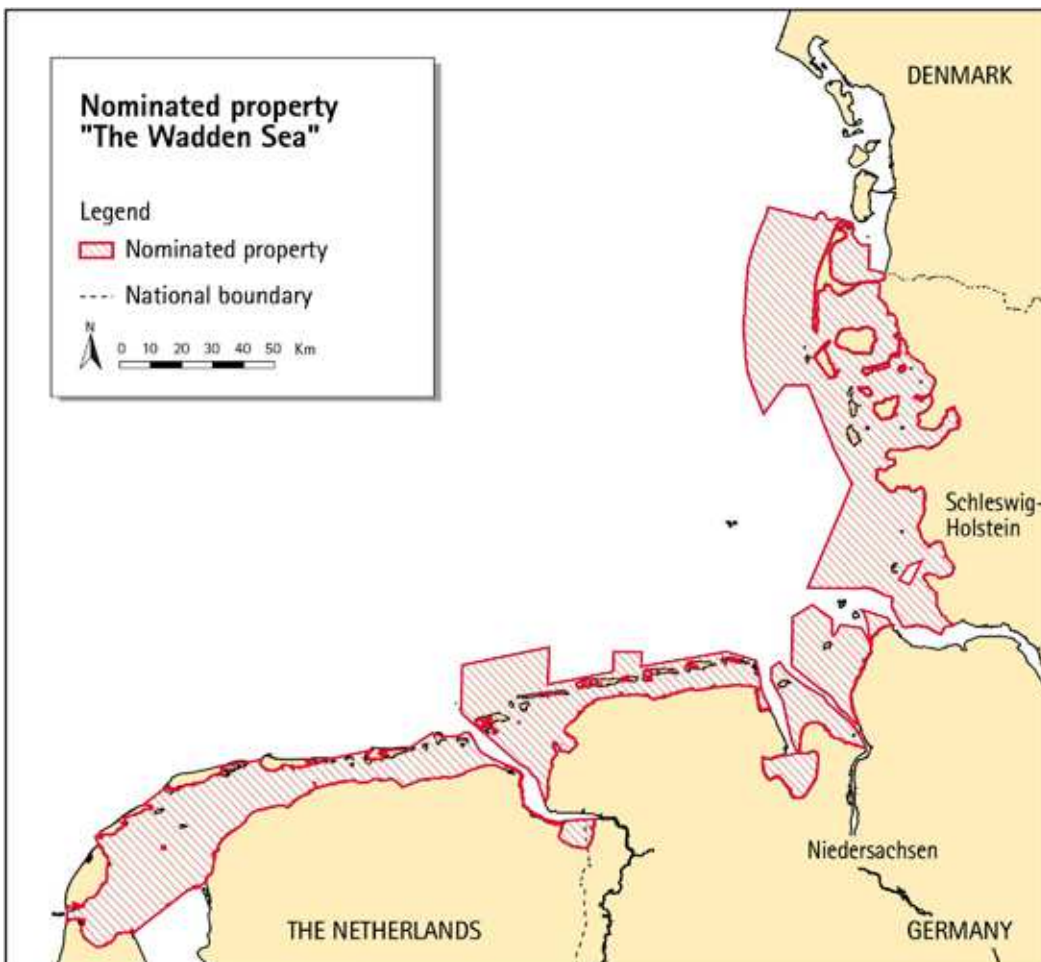 Nominated property
"The Wadden Sea"
Legend
Nominated property
National boundary
N
0 10 20 30 40 50 Km
DENMARK
Schleswig-
Holstein
Niedersachsen
THE NETHERLANDS
GERMANY